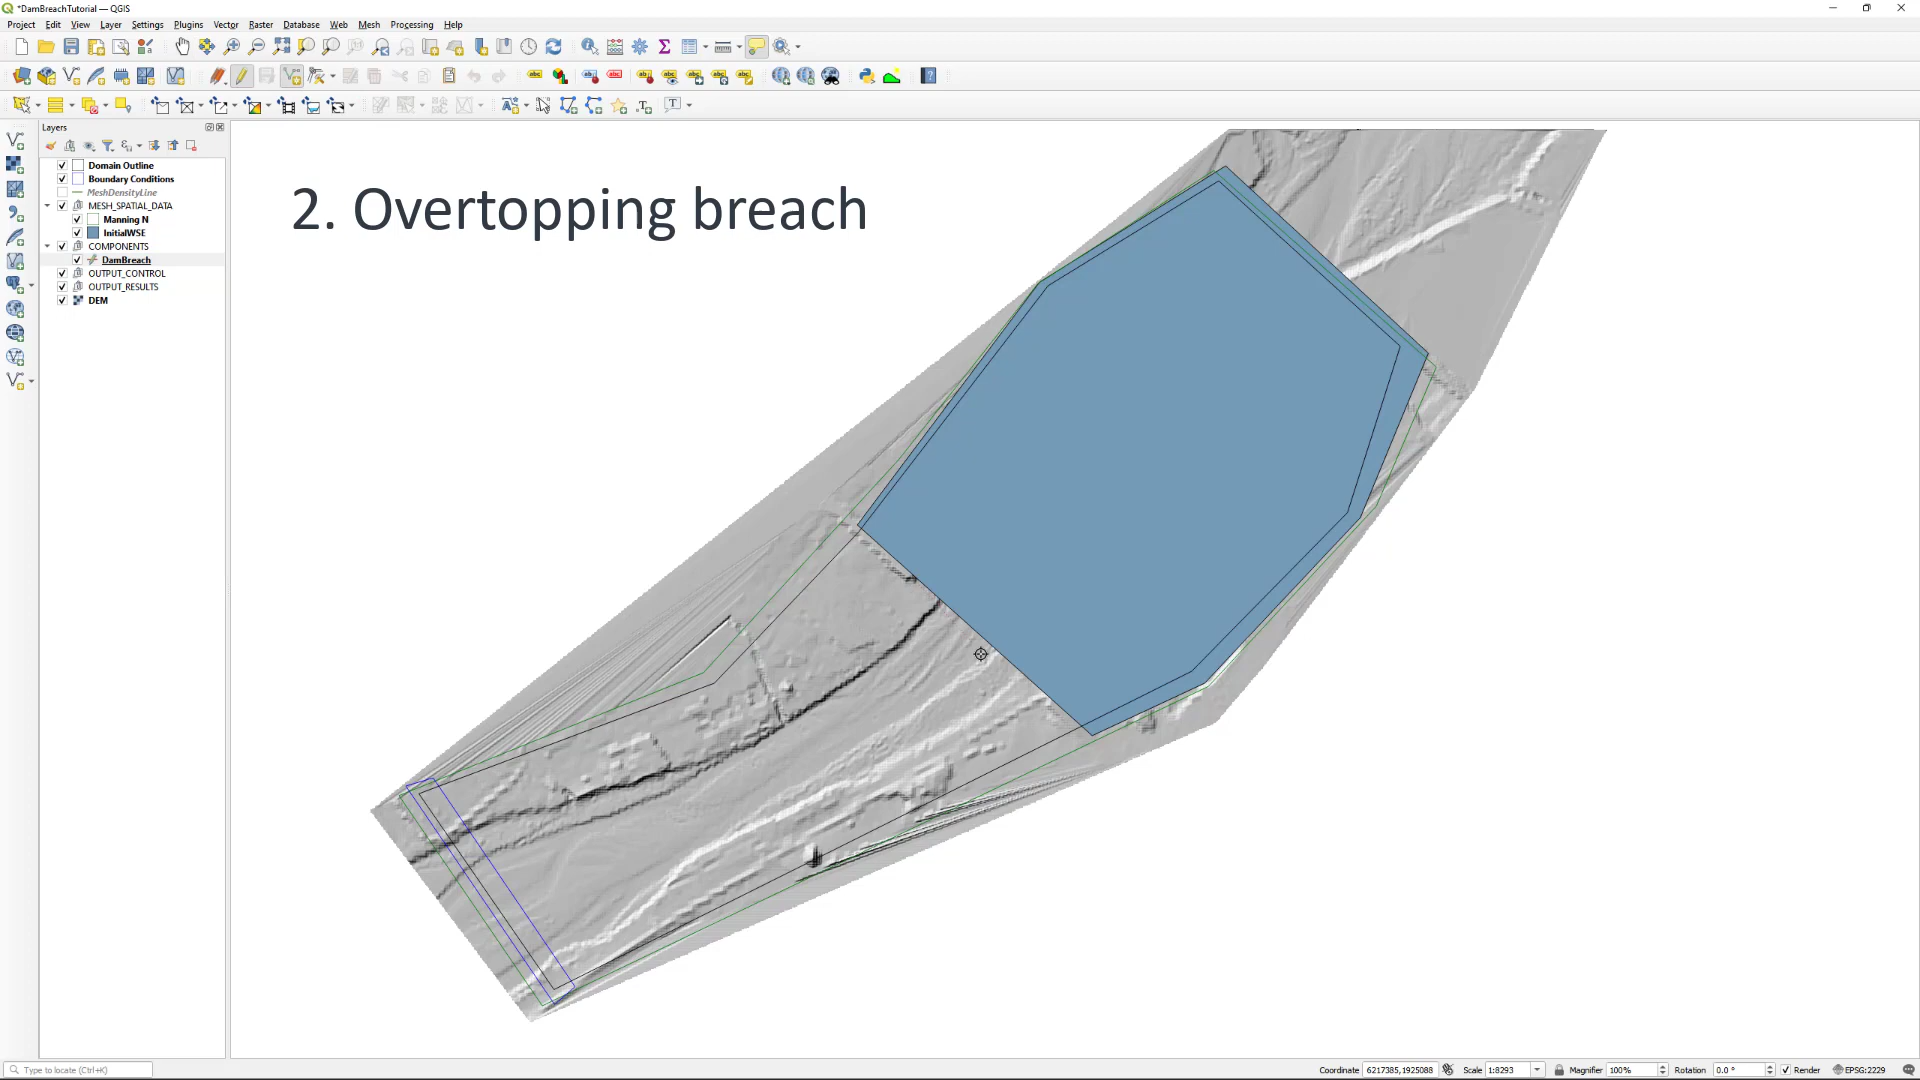 *DamBreachTutorial — QGIS
Project Edit View Layer Settings Plugins Vector Raster Database Web Mesh Processing Help
Layers
Domain Outline
Boundary Conditions
MeshDensityLine
MESH_SPATIAL_DATA
Manning N
InitialWSE
COMPONENTS
DamBreach
OUTPUT_CONTROL
OUTPUT_RESULTS
DEM
2. Overtopping breach
Type to locate (Ctrl+K)
Coordinate 6217385,1925088 Scale 1:8293 Magnifier 100% Rotation 0.0 ° Render EPSG:2229